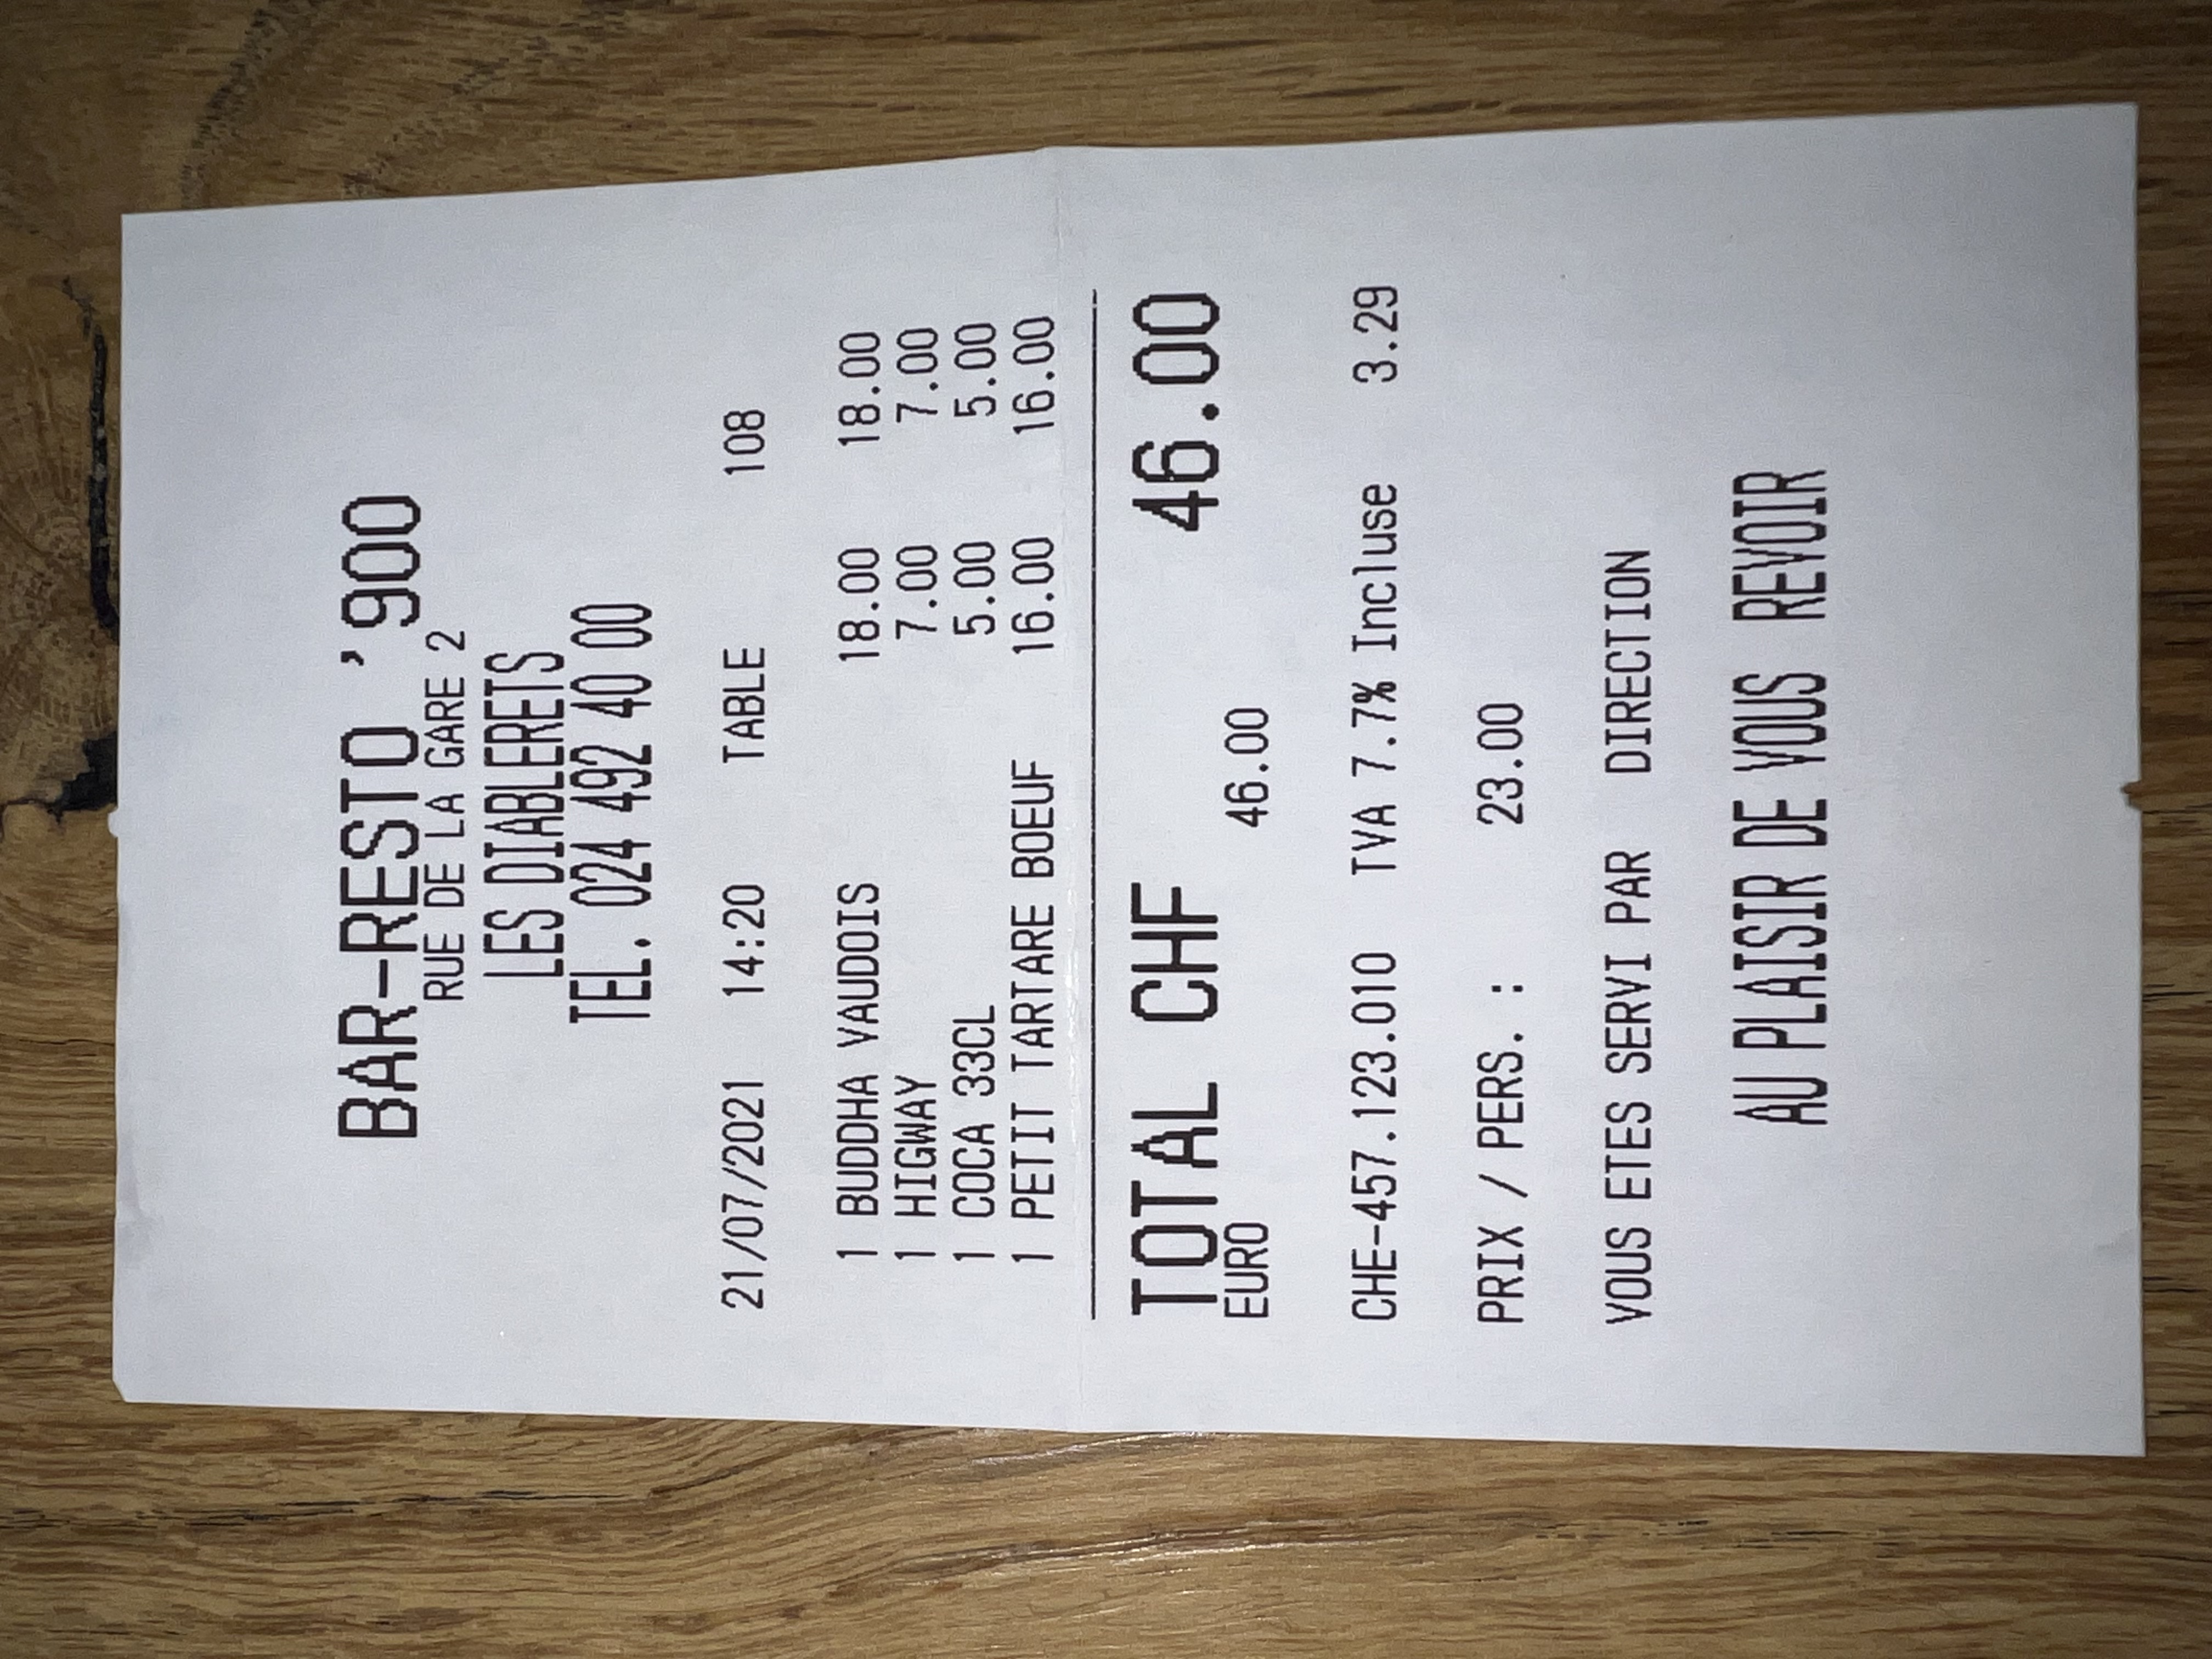 BAR-RESTO '900
RUE DE LA GARE 2
LES DIABLERETS
TEL. 024 492 40 00
21/07/2021 14:20 TABLE 108
1 BUDDHA VAUDOIS 18.00 18.00
1 HIGWAY 7.00 7.00
1 COCA 33CL 5.00 5.00
1 PETIT TARTARE BOEUF 16.00 16.00
TOTAL CHF 46.00
EURO 46.00
CHE-457.123.010 TVA 7.7% Incluse 3.29
PRIX / PERS. : 23.00
VOUS ETES SERVI PAR DIRECTION
AU PLAISIR DE VOUS REVOIR